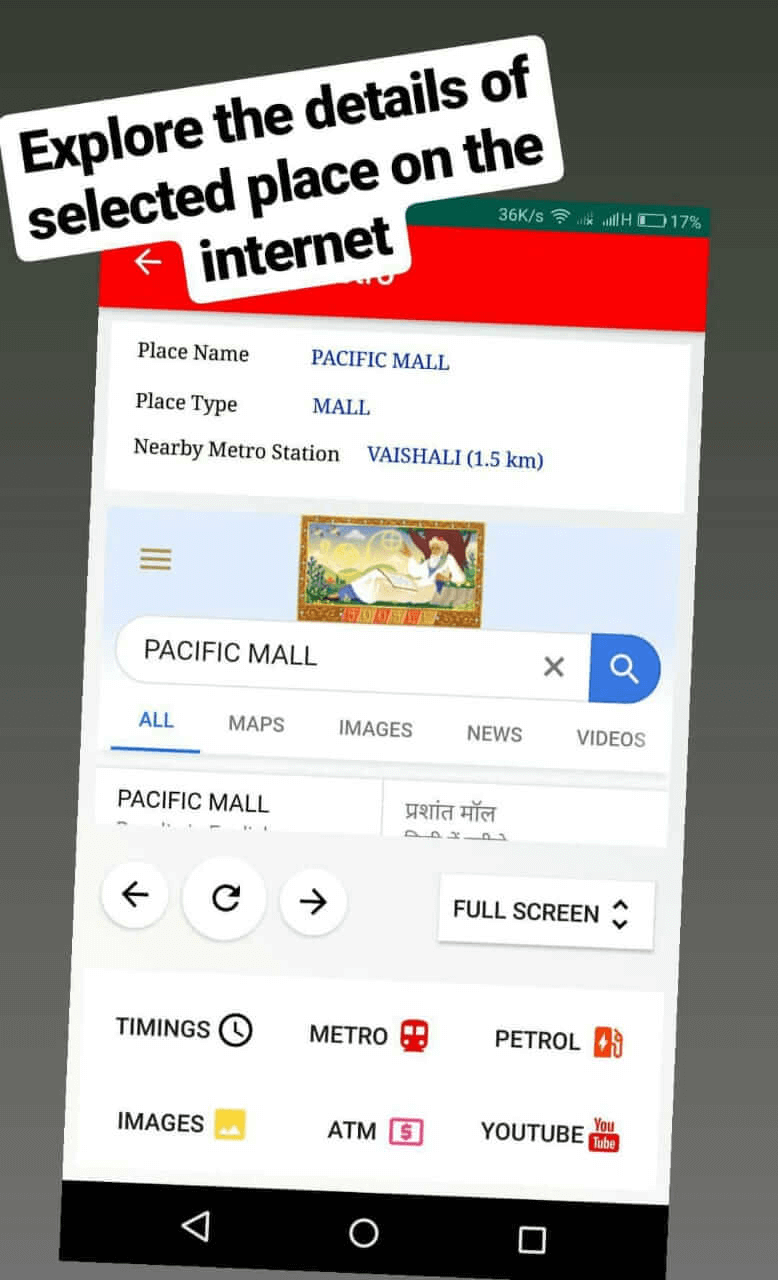 Explore the details of
selected place on the
internet
36K/s H 17%
Place Name PACIFIC MALL
Place Type MALL
Nearby Metro Station VAISHALI (1.5 km)
PACIFIC MALL
ALL MAPS IMAGES NEWS VIDEOS
PACIFIC MALL प्रशांत मॉल
FULL SCREEN
TIMINGS METRO PETROL
IMAGES ATM $ YOUTUBE You Tube